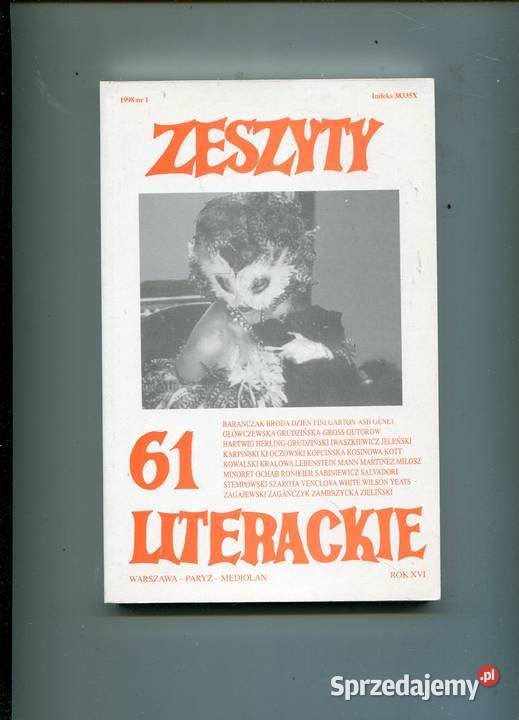 1998 nr 1 Indeks 38335X
ZESZYTY
BARAŃCZAK BRODA DZIEŃ FINI GARTON ASH GENET
GŁÓWCZEWSKA GRUDZIŃSKA-GROSS GUTOROW
HARTWIG HERLING-GRUDZIŃSKI IWASZKIEWICZ JELEŃSKI
KARPIŃSKI KŁOCZOWSKI KOPCIŃSKA KOSINOWA KOTT
KOWALSKI KRALOWA LEBENSTEIN MANN MARTINEZ MIŁOSZ
MINORET OCHAB RONIKIER SABINIEWICZ SALVADORI
STEMPOWSKI SZAROTA VENCLOVA WHITE WILSON YEATS
ZAGAJEWSKI ZAGAŃCZYK ZAMBRZYCKA ZIELIŃSKI
61
LITERACKIE
WARSZAWA – PARYŻ – MEDIOLAN ROK XVI
Sprzedajemy.pl